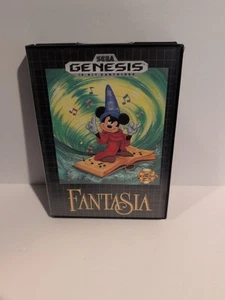 SEGA
GENESIS
16-BIT CARTRIDGE
FANTASIA